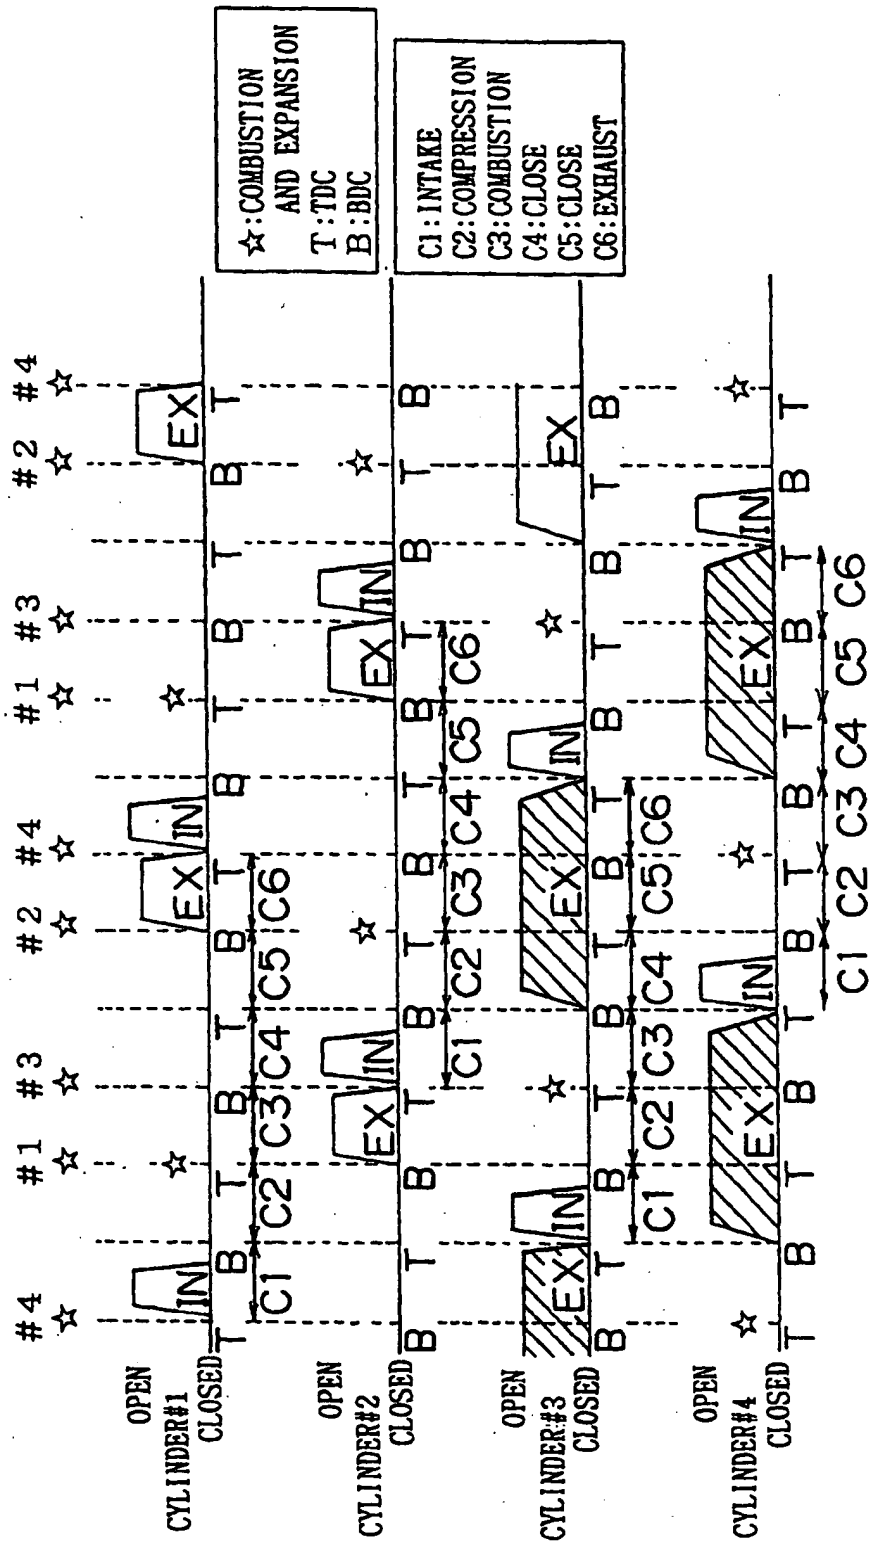 #4 #1 #3 #2 #4 #1 #3 #2 #4
☆ ☆ ☆ ☆ ☆ ☆ ☆ ☆ ☆
OPEN
CYLINDER#1
CLOSED
☆ ☆
IN EX IN EX
T B T B T B T B T B T B T
C1 C2 C3 C4 C5 C6
OPEN
CYLINDER#2
CLOSED
☆ ☆
EX IN EX IN
B T B T B T B T B T B T B
C1 C2 C3 C4 C5 C6
OPEN
CYLINDER#3
CLOSED
☆ ☆
EX IN EX IN EX
B T B T B T B T B T B T B
C1 C2 C3 C4 C5 C6
OPEN
CYLINDER#4
CLOSED
☆ ☆ ☆
EX IN EX IN
T B T B T B T B T B T B T
C1 C2 C3 C4 C5 C6
☆:COMBUSTION
AND EXPANSION
T:TDC
B:BDC
C1:INTAKE
C2:COMPRESSION
C3:COMBUSTION
C4:CLOSE
C5:CLOSE
C6:EXHAUST